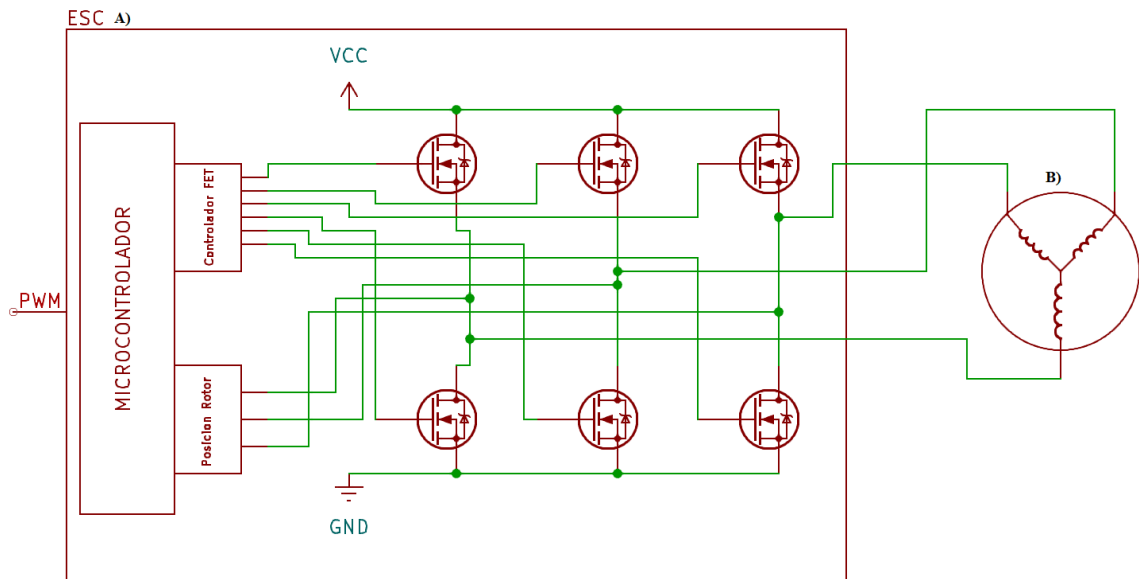 ESC A)
VCC
B)
Controlador FET
MICROCONTROLADOR
PWM
Posicion Rotor
GND